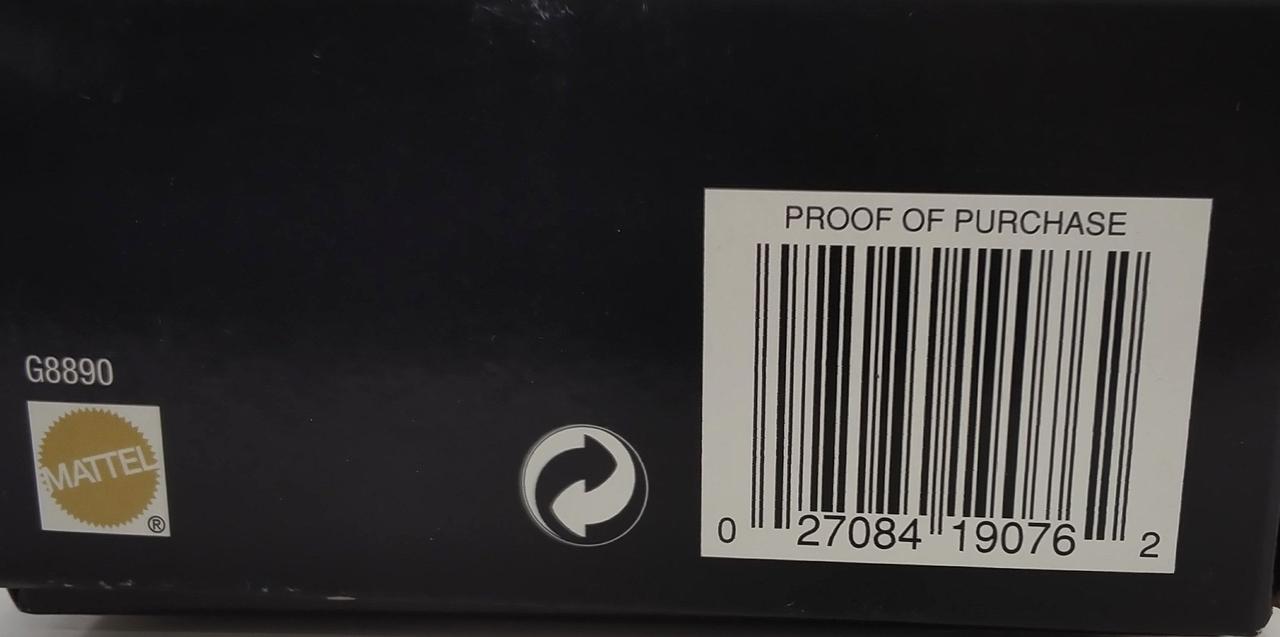 PROOF OF PURCHASE
G8890
MATTEL
®
0 27084 19076 2